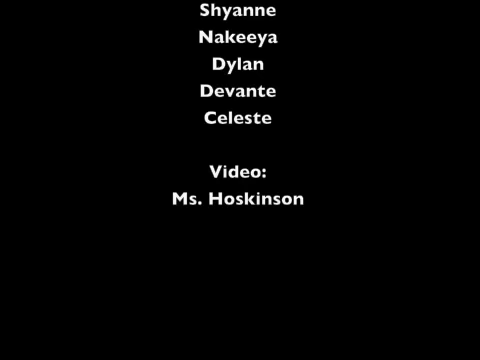 Shyanne
Nakeeya
Dylan
Devante
Celeste
Video:
Ms. Hoskinson